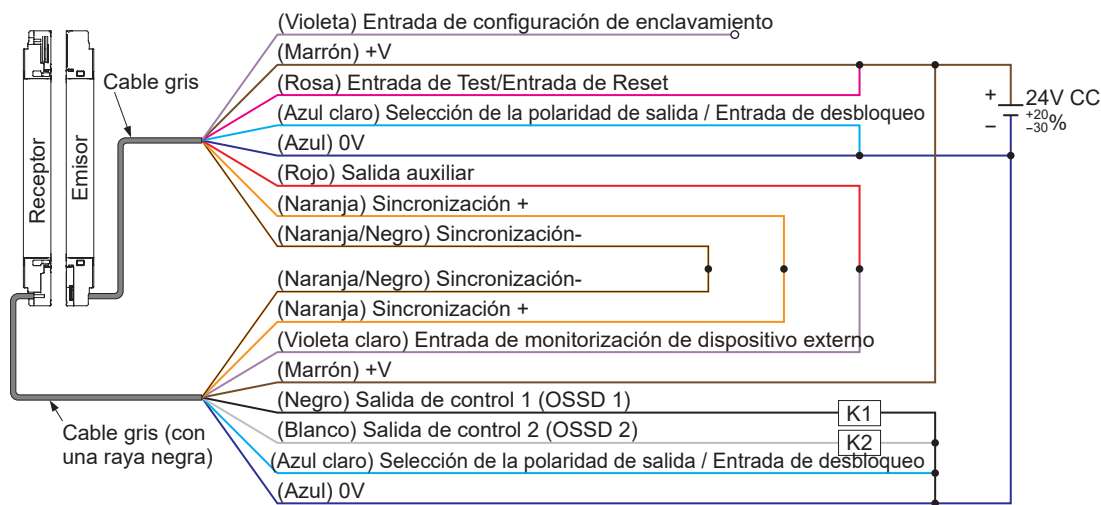 (Violeta) Entrada de configuración de enclavamiento
(Marrón) +V
Cable gris
(Rosa) Entrada de Test/Entrada de Reset
(Azul claro) Selección de la polaridad de salida / Entrada de desbloqueo
+
−
24V CC
+20
−30%
(Azul) 0V
Receptor
Emisor
(Rojo) Salida auxiliar
(Naranja) Sincronización +
(Naranja/Negro) Sincronización-
(Naranja/Negro) Sincronización-
(Naranja) Sincronización +
(Violeta claro) Entrada de monitorización de dispositivo externo
(Marrón) +V
(Negro) Salida de control 1 (OSSD 1)
K1
Cable gris (con
una raya negra)
(Blanco) Salida de control 2 (OSSD 2)
K2
(Azul claro) Selección de la polaridad de salida / Entrada de desbloqueo
(Azul) 0V